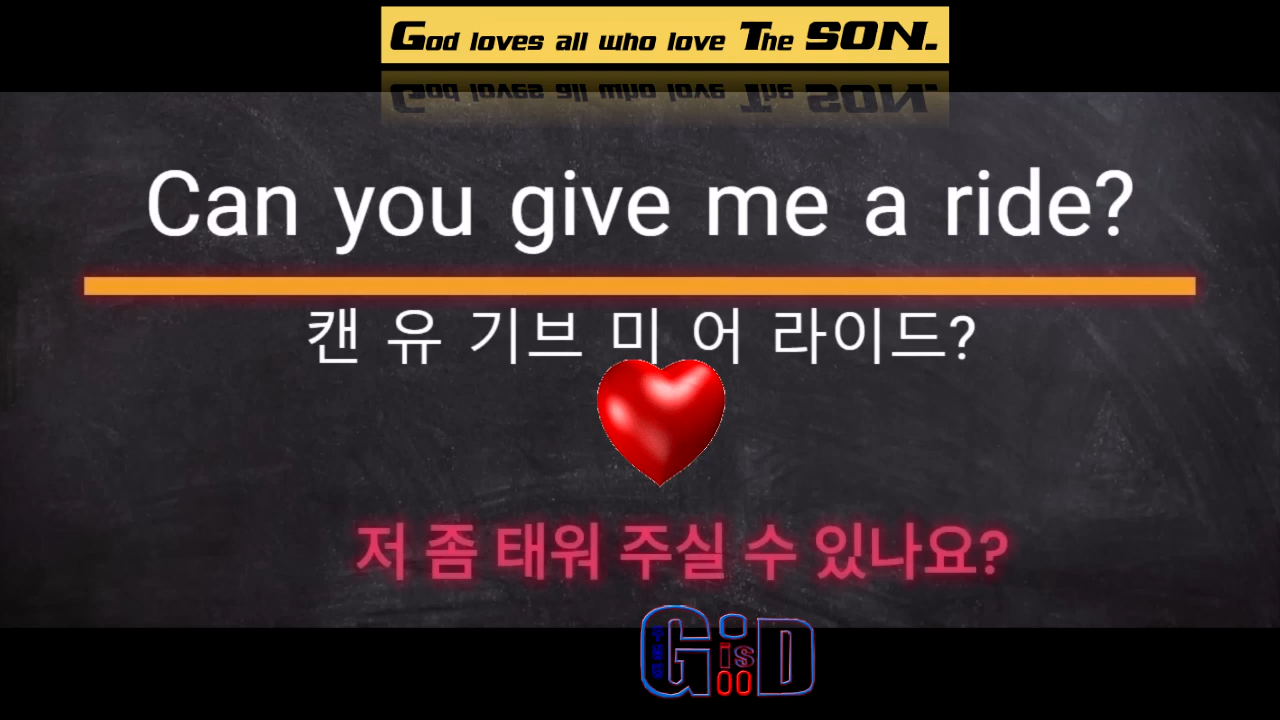 God loves all who love The SON.
Can you give me a ride?
캔 유 기브 미 어 라이드?
저 좀 태워 주실 수 있나요?